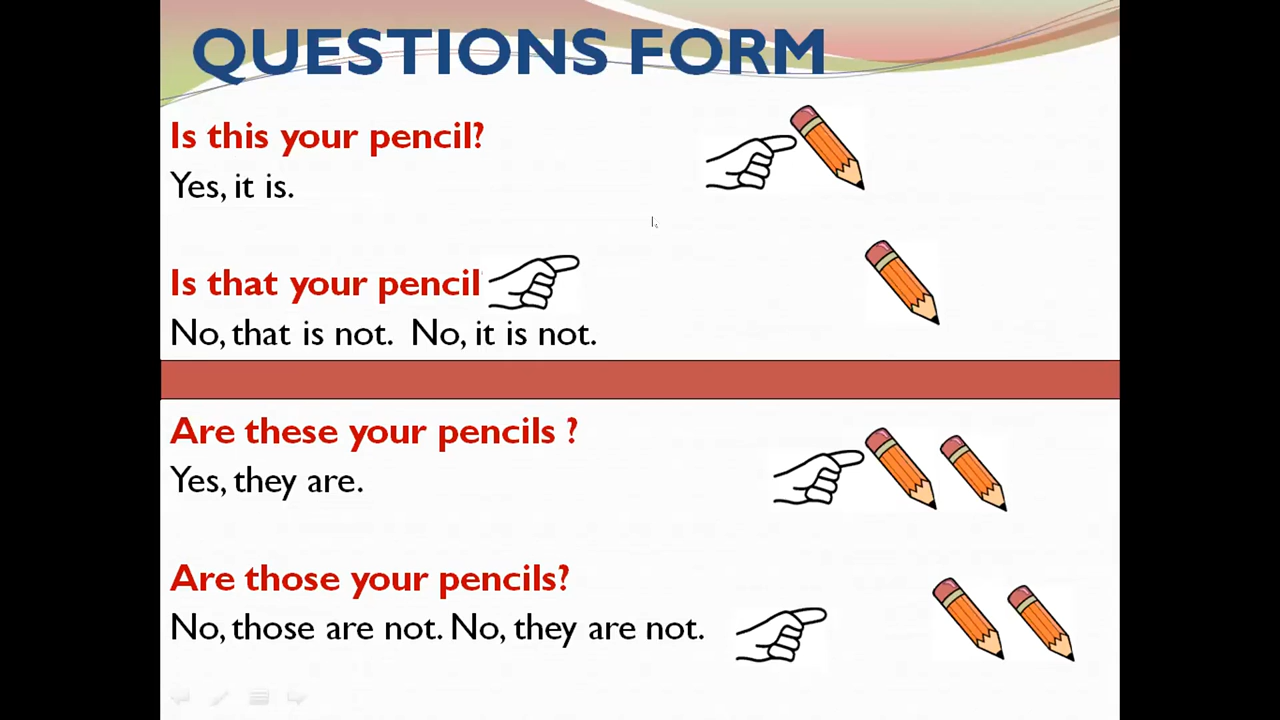 QUESTIONS FORM
Is this your pencil?
Yes, it is.
Is that your pencil
No, that is not.  No, it is not.
Are these your pencils ?
Yes, they are.
Are those your pencils?
No, those are not. No, they are not.